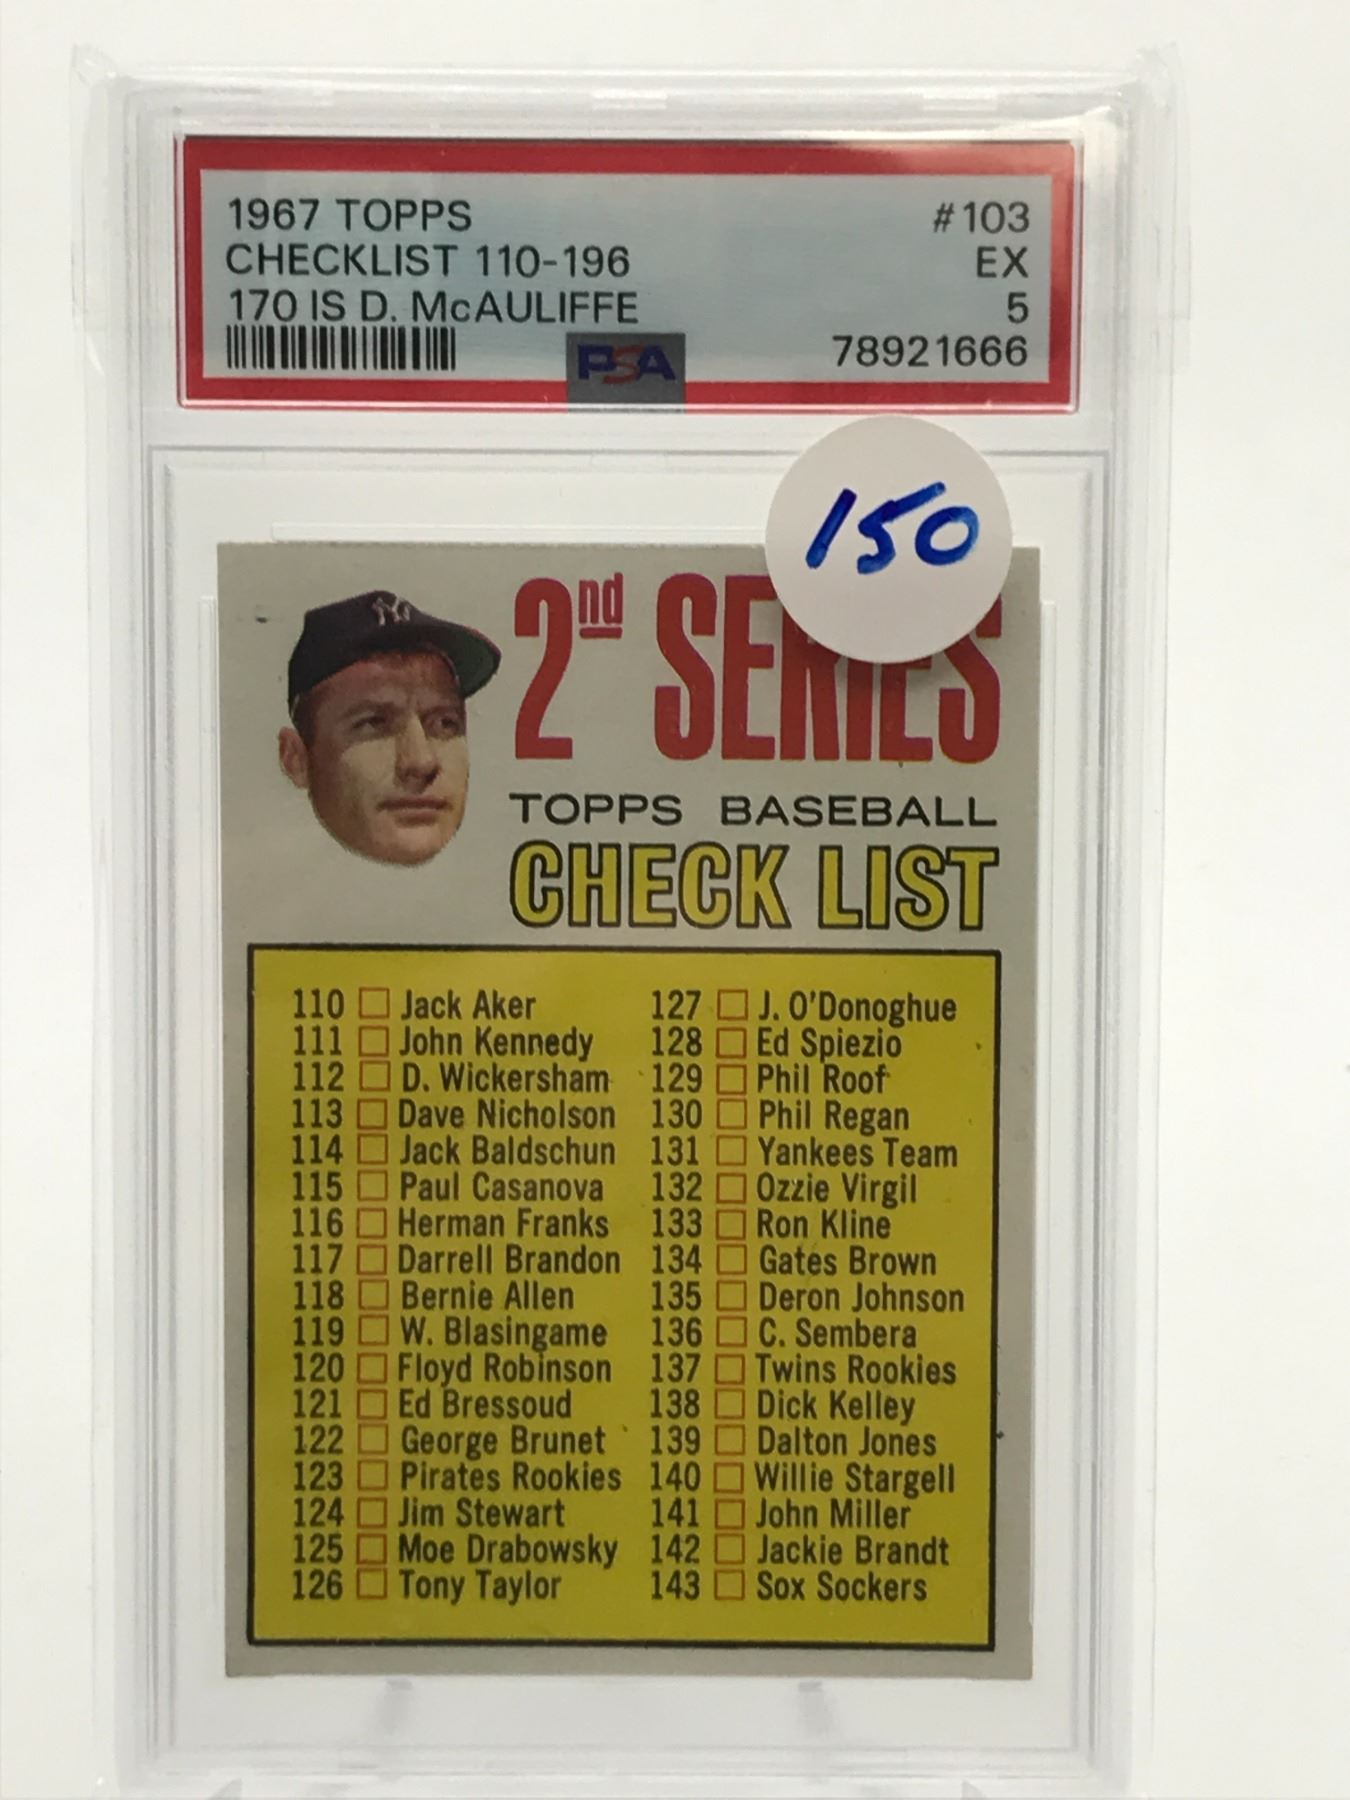 1967 TOPPS #103
CHECKLIST 110-196 EX
170 IS D. McAULIFFE 5
78921666
PSA
150
NY
2nd SERIES
TOPPS BASEBALL
CHECK LIST
110 Jack Aker
111 John Kennedy
112 D. Wickersham
113 Dave Nicholson
114 Jack Baldschun
115 Paul Casanova
116 Herman Franks
117 Darrell Brandon
118 Bernie Allen
119 W. Blasingame
120 Floyd Robinson
121 Ed Bressoud
122 George Brunet
123 Pirates Rookies
124 Jim Stewart
125 Moe Drabowsky
126 Tony Taylor
127 J. O'Donoghue
128 Ed Spiezio
129 Phil Roof
130 Phil Regan
131 Yankees Team
132 Ozzie Virgil
133 Ron Kline
134 Gates Brown
135 Deron Johnson
136 C. Sembera
137 Twins Rookies
138 Dick Kelley
139 Dalton Jones
140 Willie Stargell
141 John Miller
142 Jackie Brandt
143 Sox Sockers